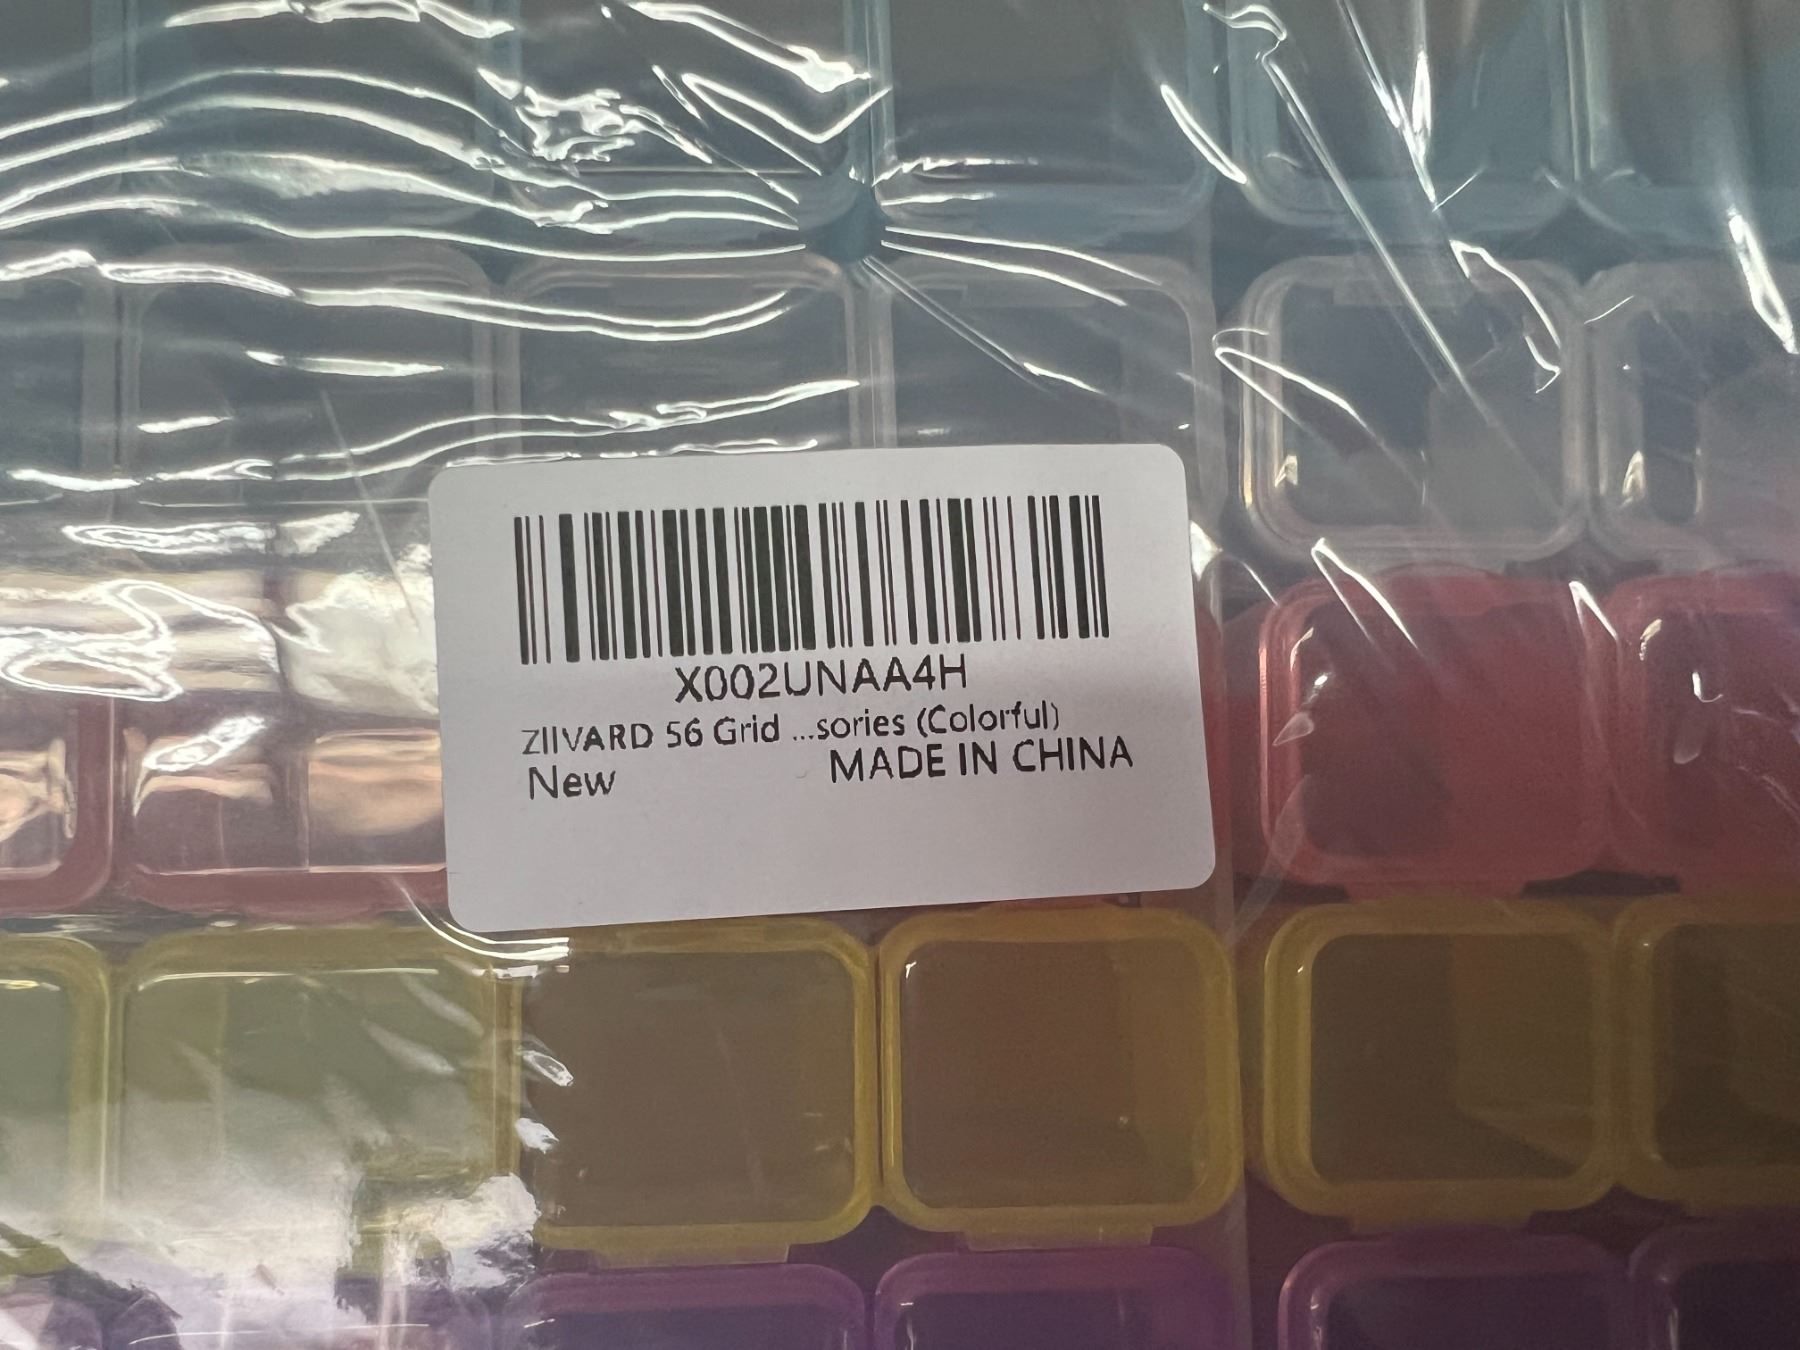 X002UNAA4H
ZIIVARD 56 Grid ...sories (Colorful)
New MADE IN CHINA